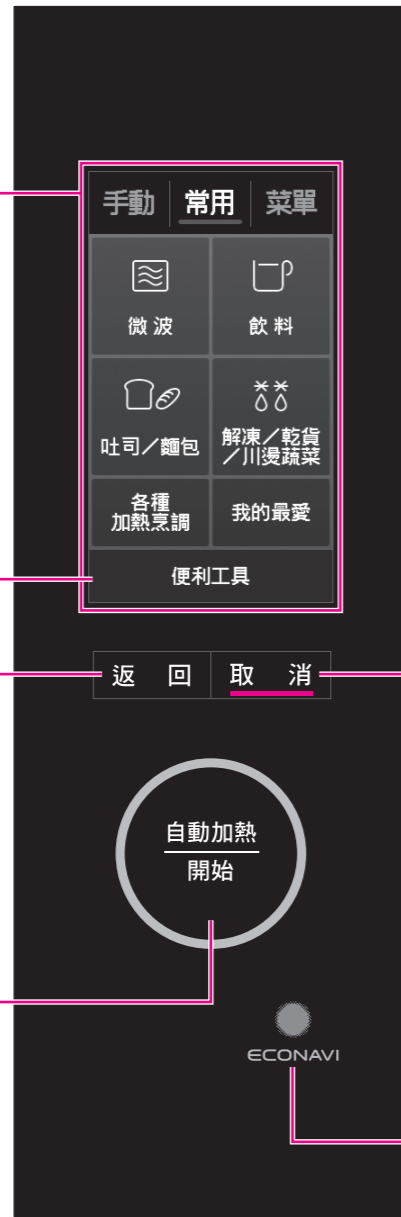 手動 常用 菜單
微波 飲料
吐司／麵包 解凍／乾貨
／川燙蔬菜
各種
加熱烹調 我的最愛
便利工具
返回 取消
自動加熱
開始
ECONAVI